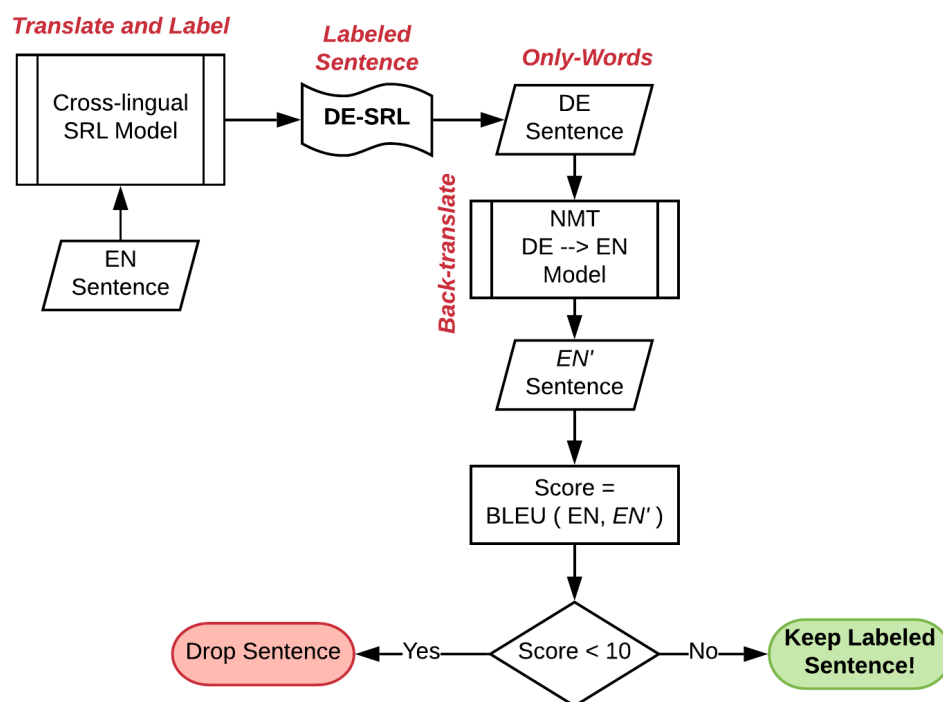 Translate and Label
Cross-lingual
SRL Model
EN
Sentence
Labeled
Sentence
DE-SRL
Only-Words
DE
Sentence
Back-translate
NMT
DE --> EN
Model
EN'
Sentence
Score =
BLEU ( EN, EN' )
Score < 10
Yes
Drop Sentence
No
Keep Labeled
Sentence!